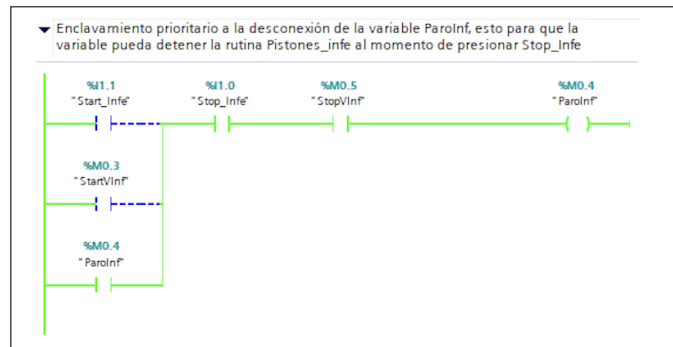 Enclavamiento prioritario a la desconexión de la variable ParoInf, esto para que la
variable pueda detener la rutina Pistones_infe al momento de presionar Stop_Infe
%I1.1 %I1.0 %M0.5 %M0.4
"Start_Infe" "Stop_Infe" "StopVInf" "ParoInf"
%M0.3
"StartVInf"
%M0.4
"ParoInf"